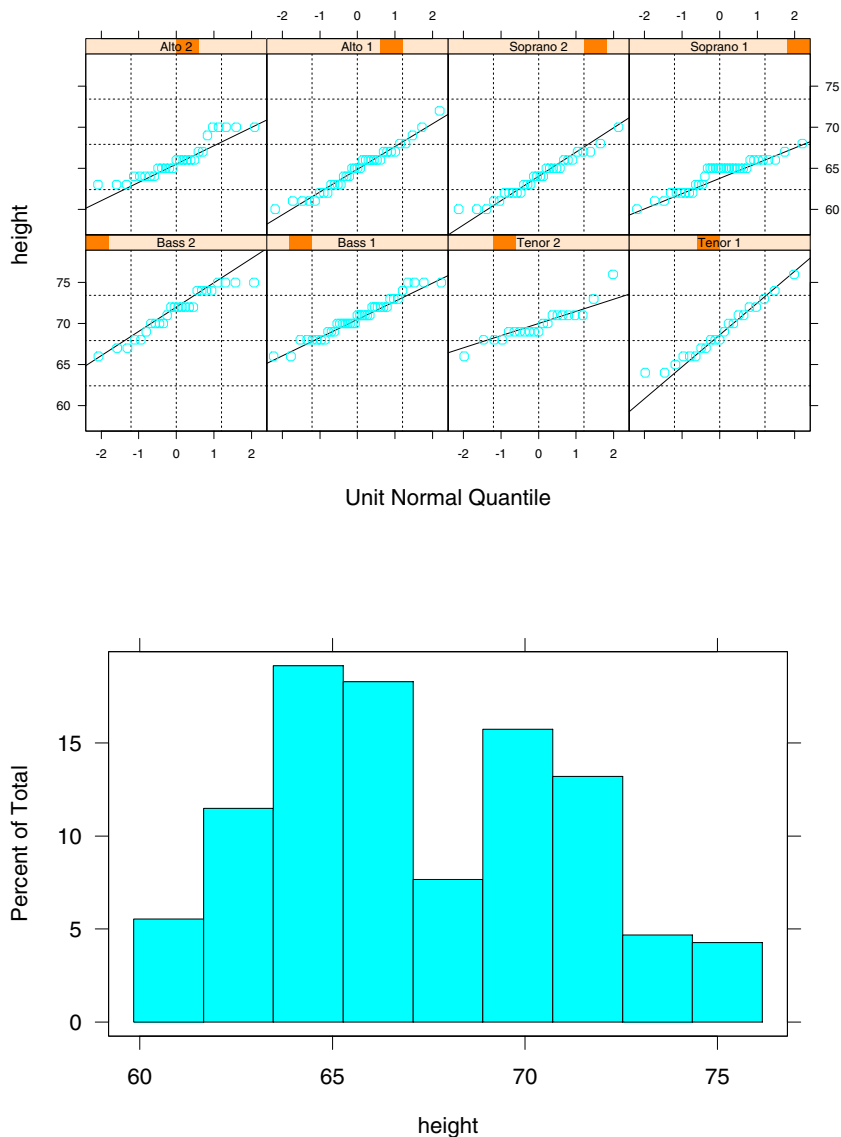 -2 -1 0 1 2 -2 -1 0 1 2
Alto 2 Alto 1 Soprano 2 Soprano 1
75
70
65
60
height
Bass 2 Bass 1 Tenor 2 Tenor 1
75
70
65
60
-2 -1 0 1 2 -2 -1 0 1 2
Unit Normal Quantile
15
10
5
0
Percent of Total
60 65 70 75
height